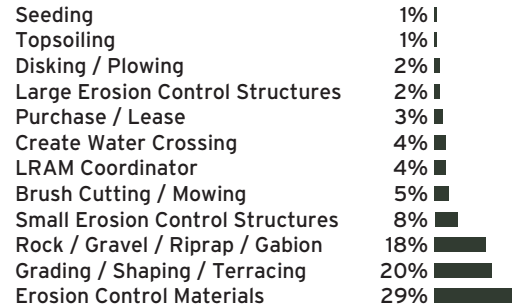 Seeding 1%
Topsoiling 1%
Disking / Plowing 2%
Large Erosion Control Structures 2%
Purchase / Lease 3%
Create Water Crossing 4%
LRAM Coordinator 4%
Brush Cutting / Mowing 5%
Small Erosion Control Structures 8%
Rock / Gravel / Riprap / Gabion 18%
Grading / Shaping / Terracing 20%
Erosion Control Materials 29%